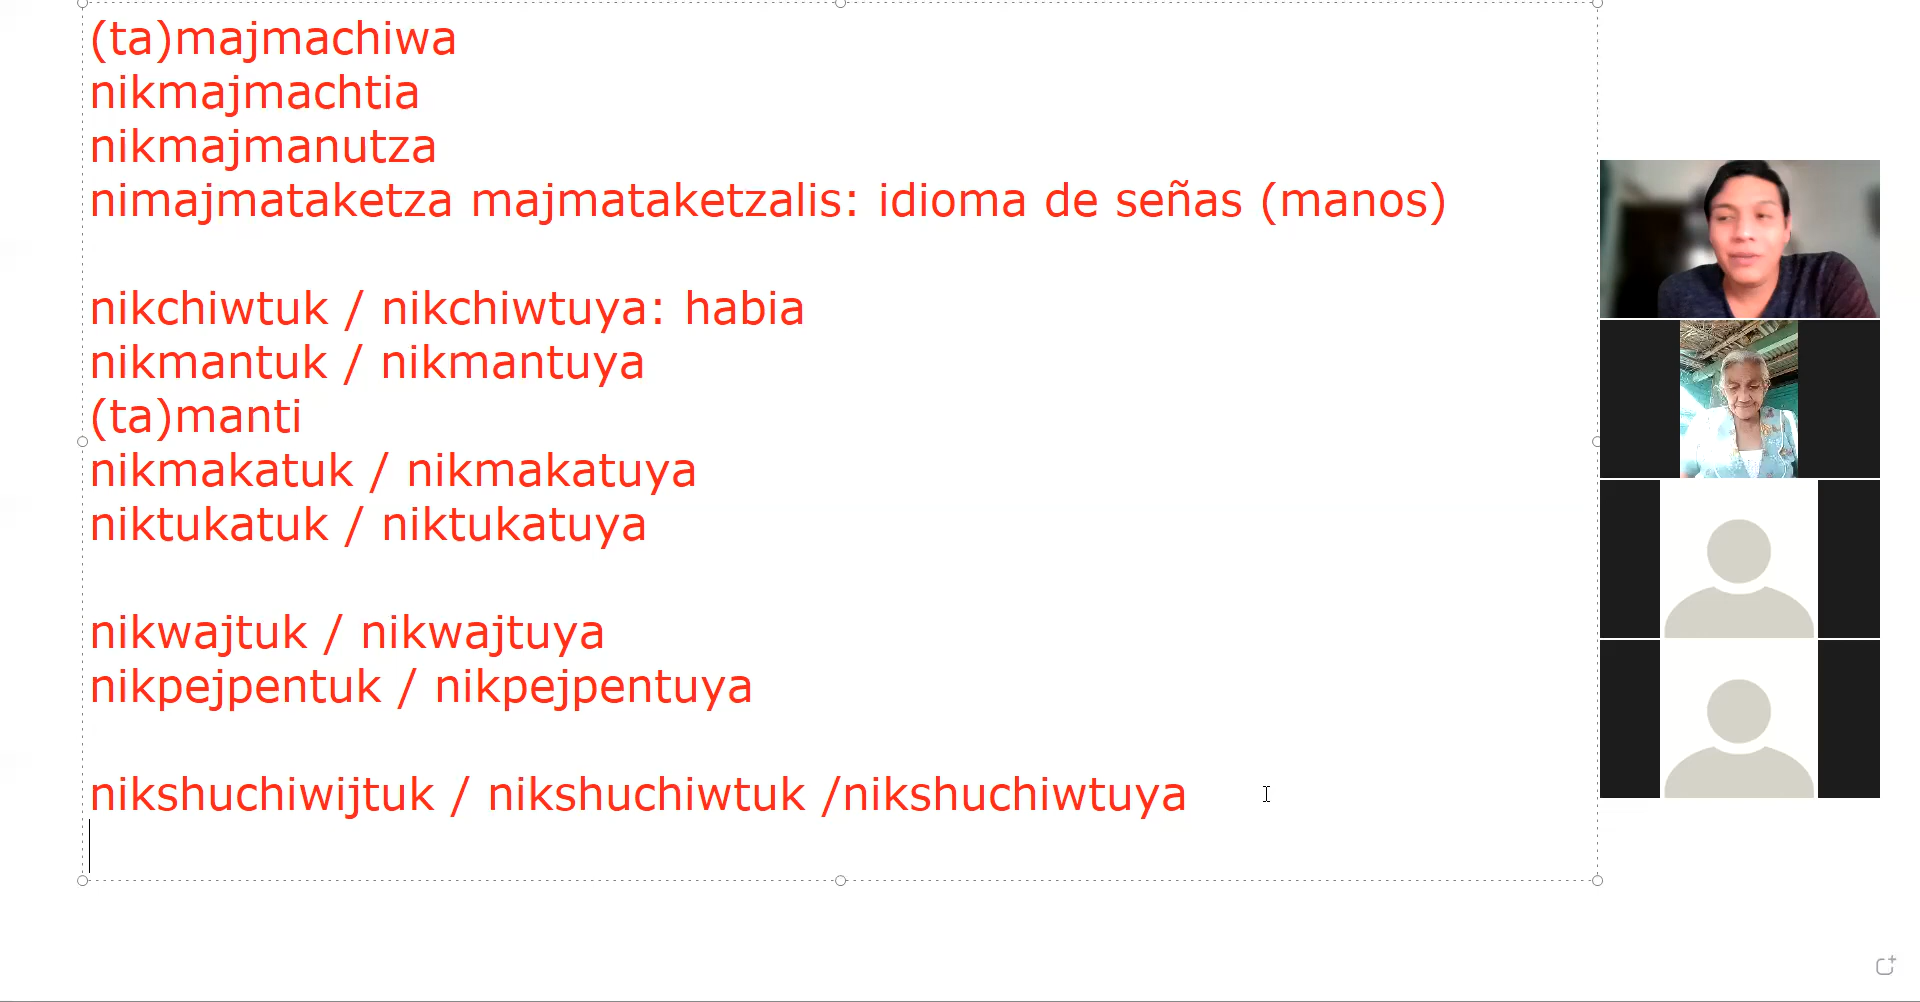 (ta)majmachiwa
nikmajmachtia
nikmajmanutza
nimajmataketza majmataketzalis: idioma de señas (manos)
nikchiwtuk / nikchiwtuya: habia
nikmantuk / nikmantuya
(ta)manti
nikmakatuk / nikmakatuya
niktukatuk / niktukatuya
nikwajtuk / nikwajtuya
nikpejpentuk / nikpejpentuya
nikshuchiwijtuk / nikshuchiwtuk /nikshuchiwtuya